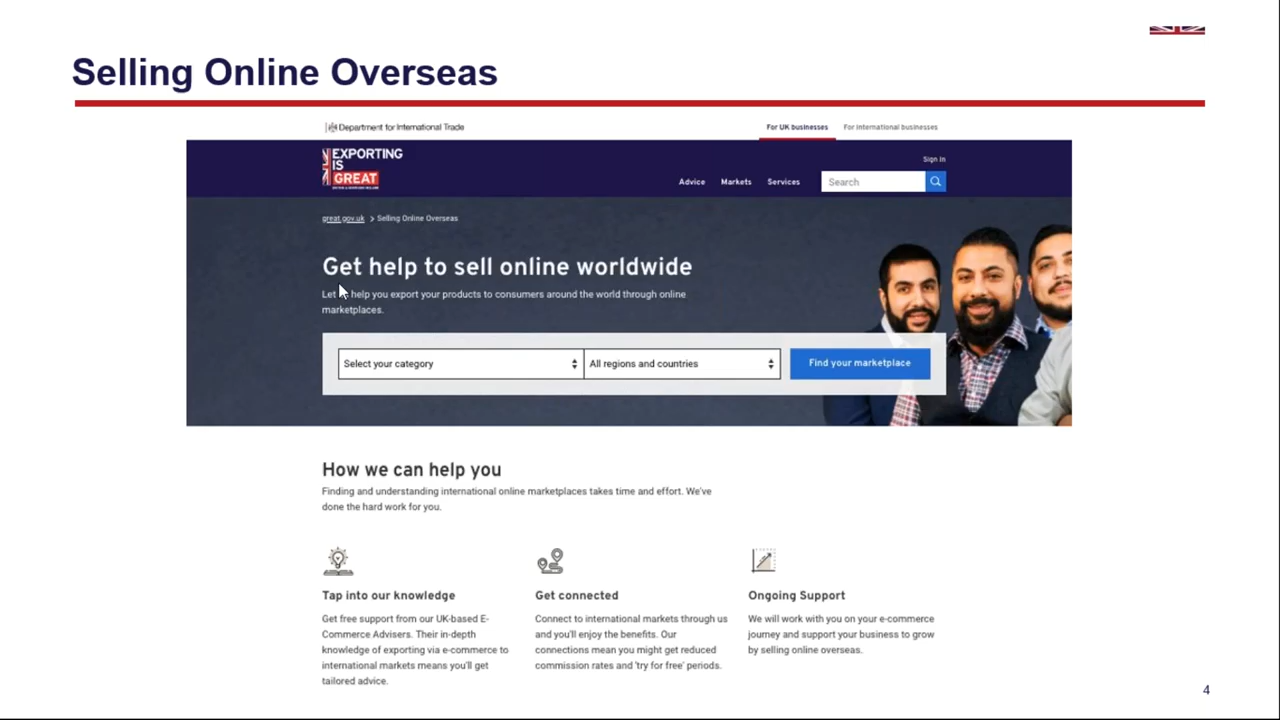 Selling Online Overseas
Department for International Trade
For UK businesses
For international businesses
EXPORTING
IS
GREAT
Sign in
Advice
Markets
Services
Search
great.gov.uk > Selling Online Overseas
Get help to sell online worldwide
Let help you export your products to consumers around the world through online
marketplaces.
Select your category
All regions and countries
Find your marketplace
How we can help you
Finding and understanding international online marketplaces takes time and effort. We've
done the hard work for you.
Tap into our knowledge
Get free support from our UK-based E-
Commerce Advisers. Their in-depth
knowledge of exporting via e-commerce to
international markets means you'll get
tailored advice.
Get connected
Connect to international markets through us
and you'll enjoy the benefits. Our
connections mean you might get reduced
commission rates and 'try for free' periods.
Ongoing Support
We will work with you on your e-commerce
journey and support your business to grow
by selling online overseas.
4